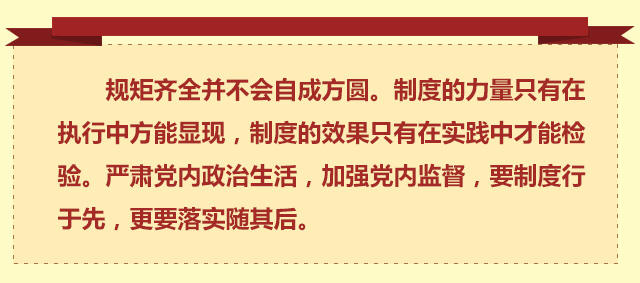 规矩齐全并不会自成方圆。制度的力量只有在
执行中方能显现，制度的效果只有在实践中才能检
验。严肃党内政治生活，加强党内监督，要制度行
于先，更要落实随其后。